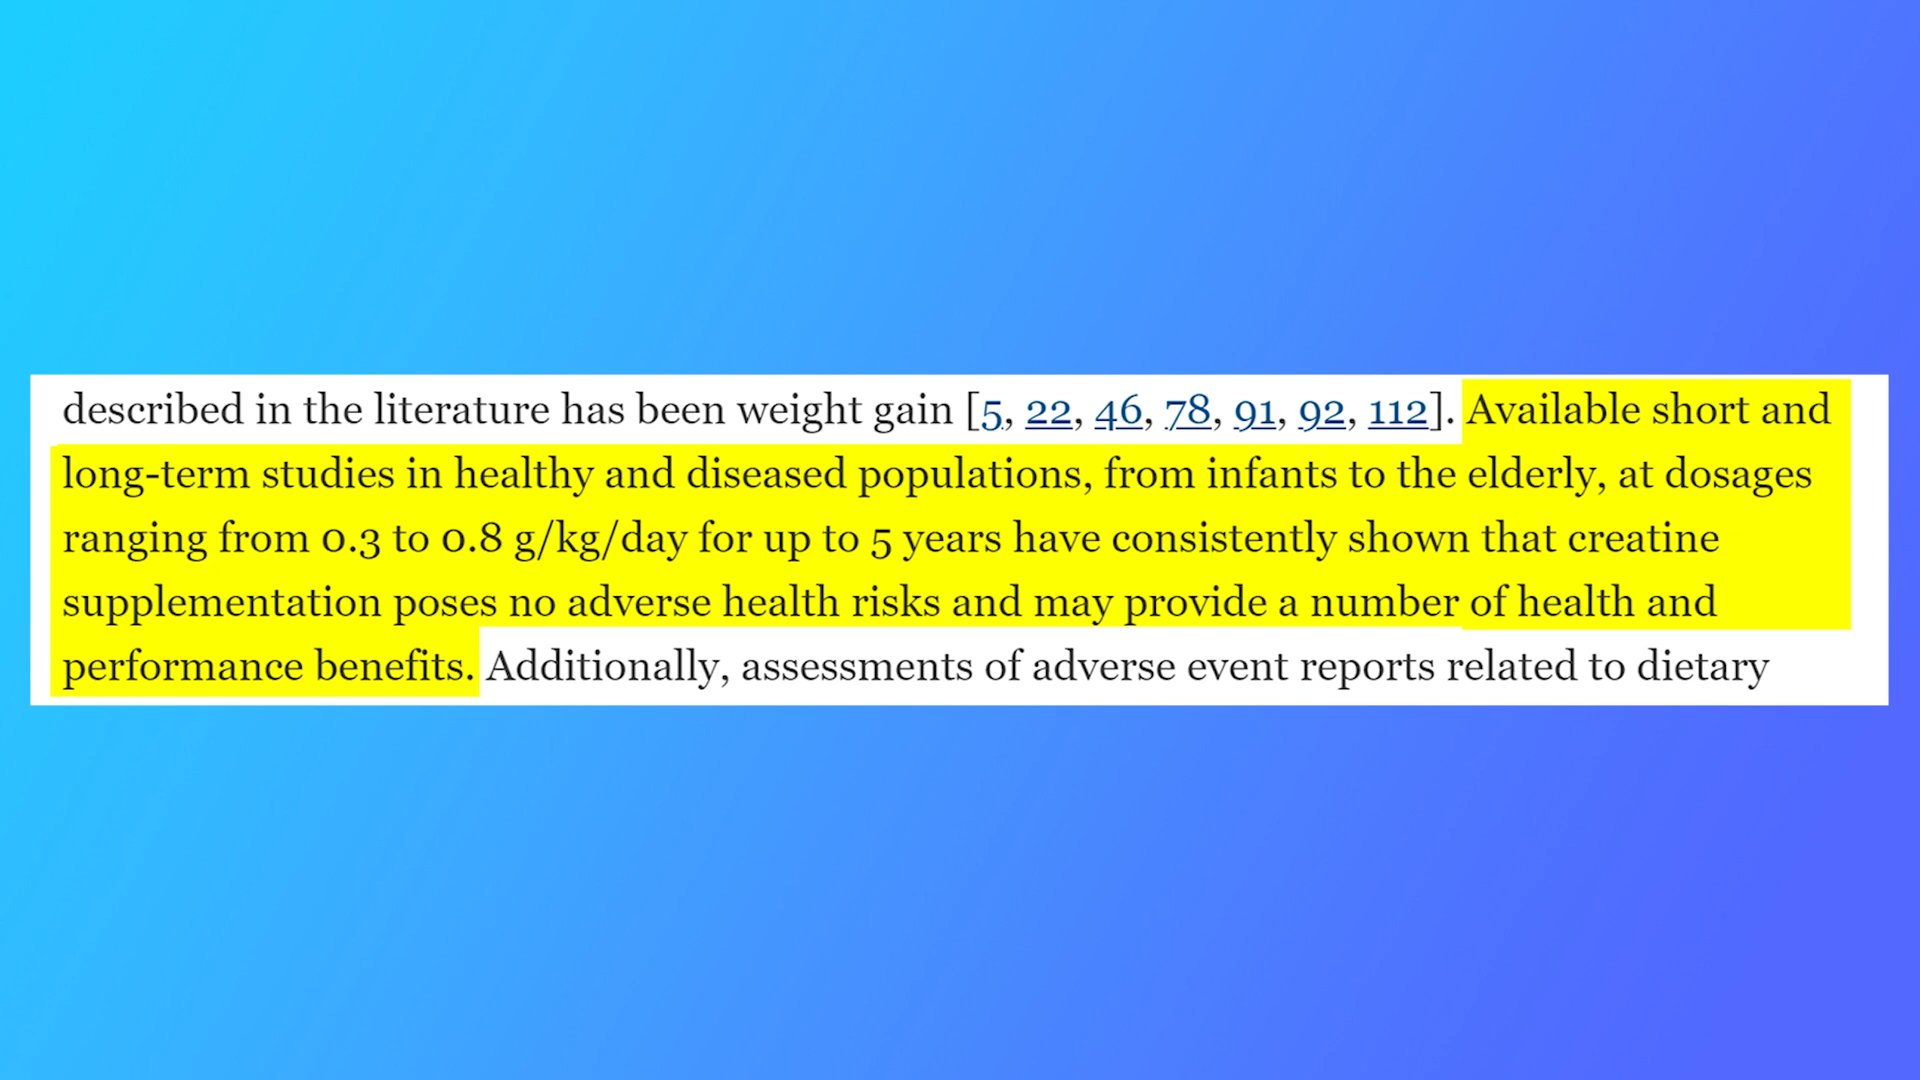 described in the literature has been weight gain [5, 22, 46, 78, 91, 92, 112]. Available short and
long-term studies in healthy and diseased populations, from infants to the elderly, at dosages
ranging from 0.3 to 0.8 g/kg/day for up to 5 years have consistently shown that creatine
supplementation poses no adverse health risks and may provide a number of health and
performance benefits. Additionally, assessments of adverse event reports related to dietary